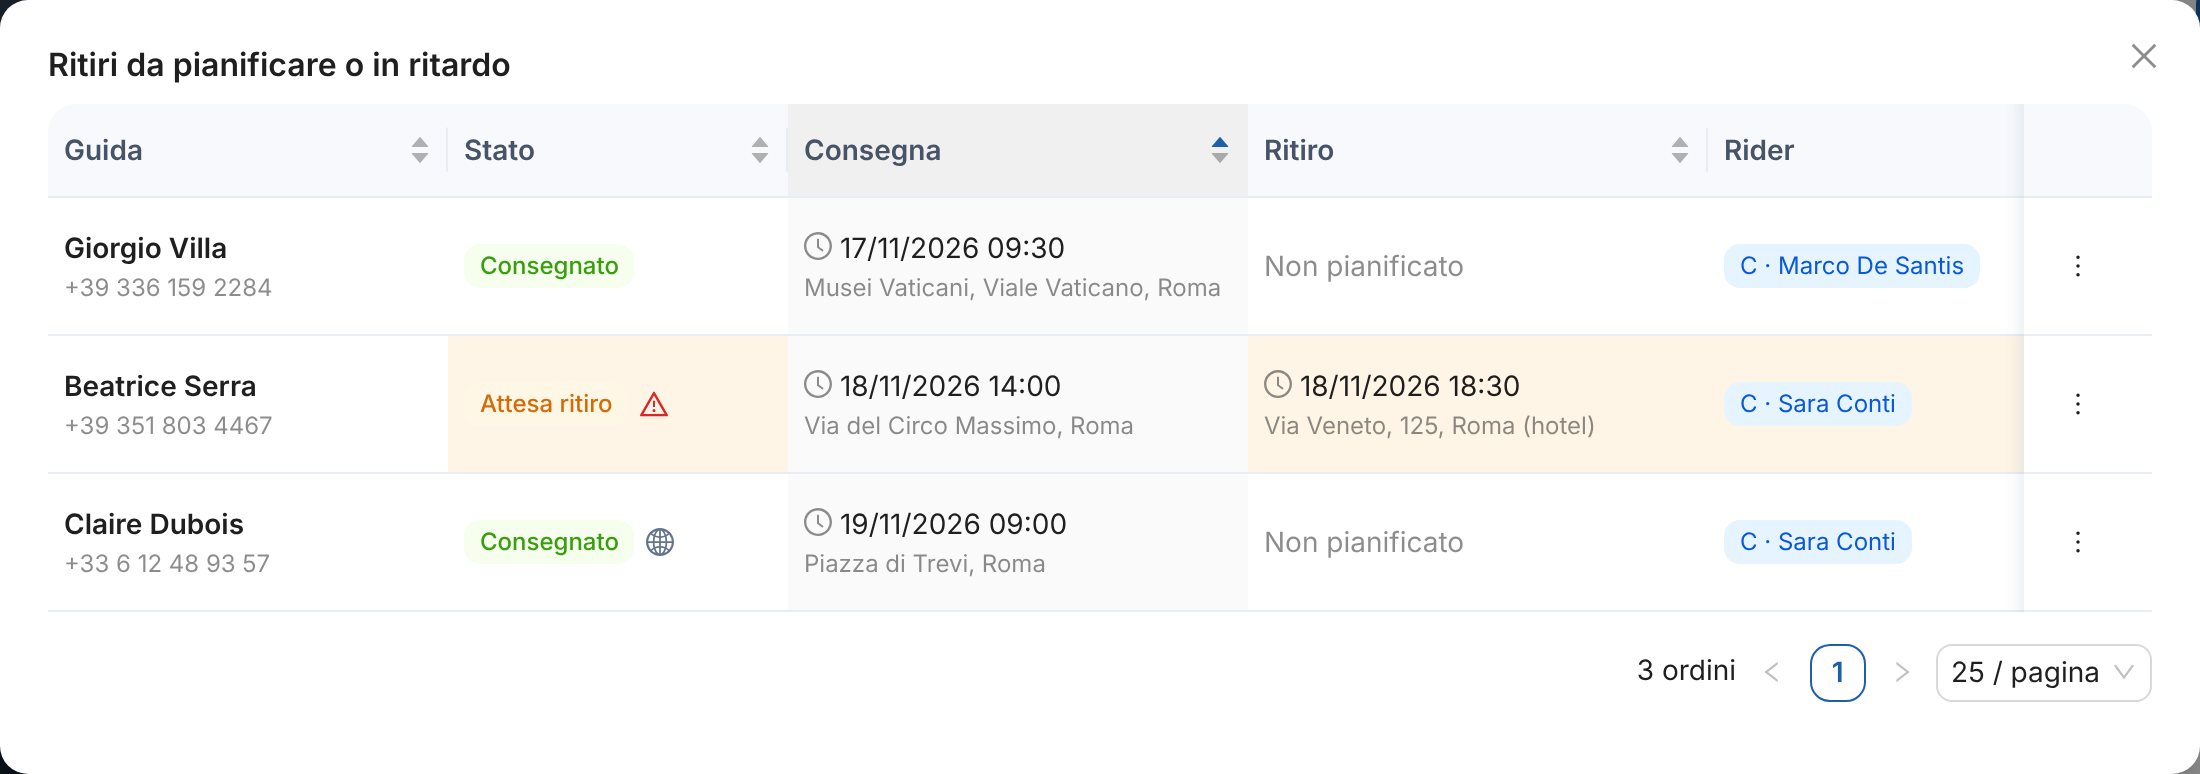 Ritiri da pianificare o in ritardo
Guida
Stato
Consegna
Ritiro
Rider
Giorgio Villa
+39 336 159 2284
Consegnato
17/11/2026 09:30
Musei Vaticani, Viale Vaticano, Roma
Non pianificato
C · Marco De Santis
Beatrice Serra
+39 351 803 4467
Attesa ritiro
18/11/2026 14:00
Via del Circo Massimo, Roma
18/11/2026 18:30
Via Veneto, 125, Roma (hotel)
C · Sara Conti
Claire Dubois
+33 6 12 48 93 57
Consegnato
19/11/2026 09:00
Piazza di Trevi, Roma
Non pianificato
C · Sara Conti
3 ordini
1
25 / pagina